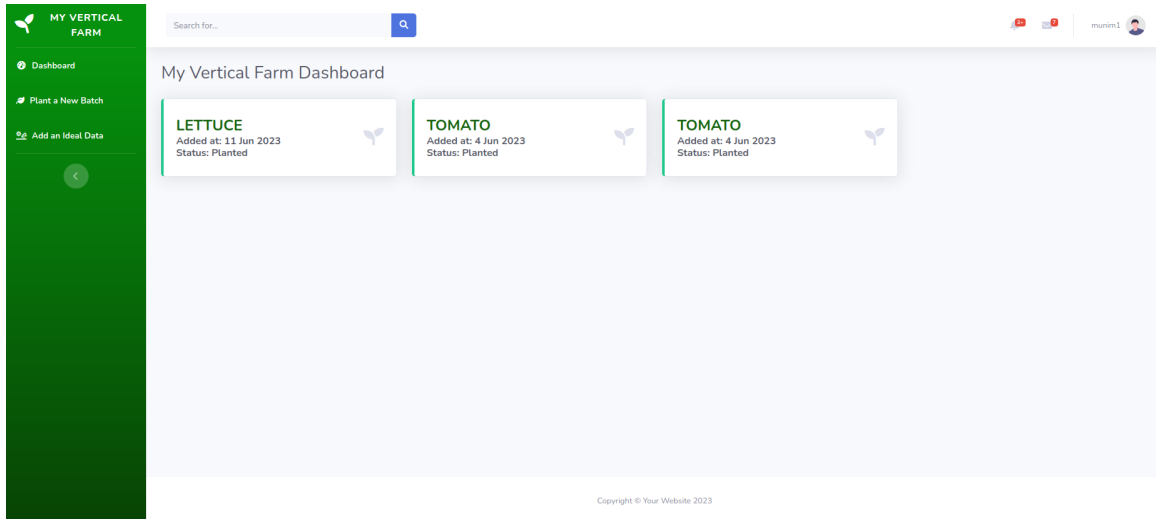 MY VERTICAL
FARM
Dashboard
Plant a New Batch
Add an Ideal Data
Search for...
3+
7
munim1
My Vertical Farm Dashboard
LETTUCE
Added at: 11 Jun 2023
Status: Planted
TOMATO
Added at: 4 Jun 2023
Status: Planted
TOMATO
Added at: 4 Jun 2023
Status: Planted
Copyright © Your Website 2023